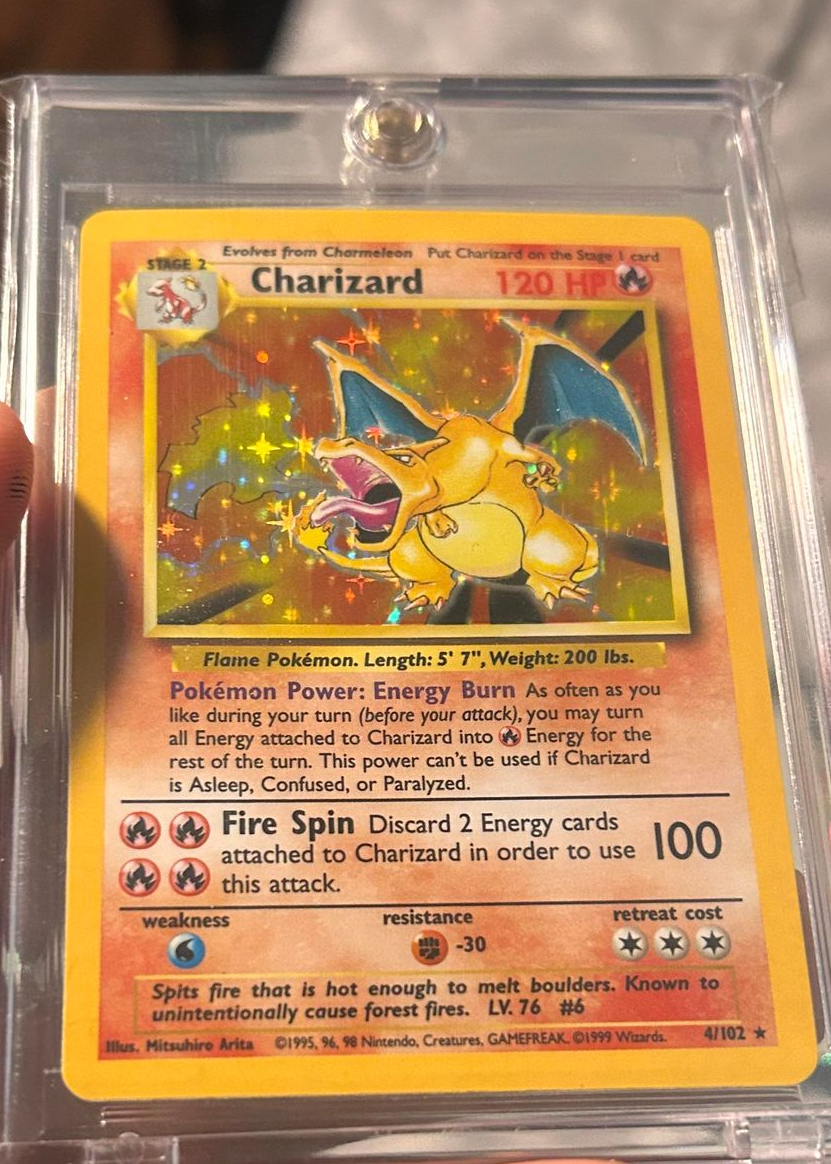 Evolves from Charmeleon Put Charizard on the Stage 1 card
STAGE 2
Charizard 120 HP
Flame Pokémon. Length: 5' 7", Weight: 200 lbs.
Pokémon Power: Energy Burn As often as you
like during your turn (before your attack), you may turn
all Energy attached to Charizard into Energy for the
rest of the turn. This power can't be used if Charizard
is Asleep, Confused, or Paralyzed.
Fire Spin Discard 2 Energy cards
attached to Charizard in order to use 100
this attack.
weakness resistance retreat cost
-30
Spits fire that is hot enough to melt boulders. Known to
unintentionally cause forest fires. LV. 76 #6
Illus. Mitsuhiro Arita ©1995, 96, 98 Nintendo, Creatures, GAMEFREAK. ©1999 Wizards. 4/102 ★